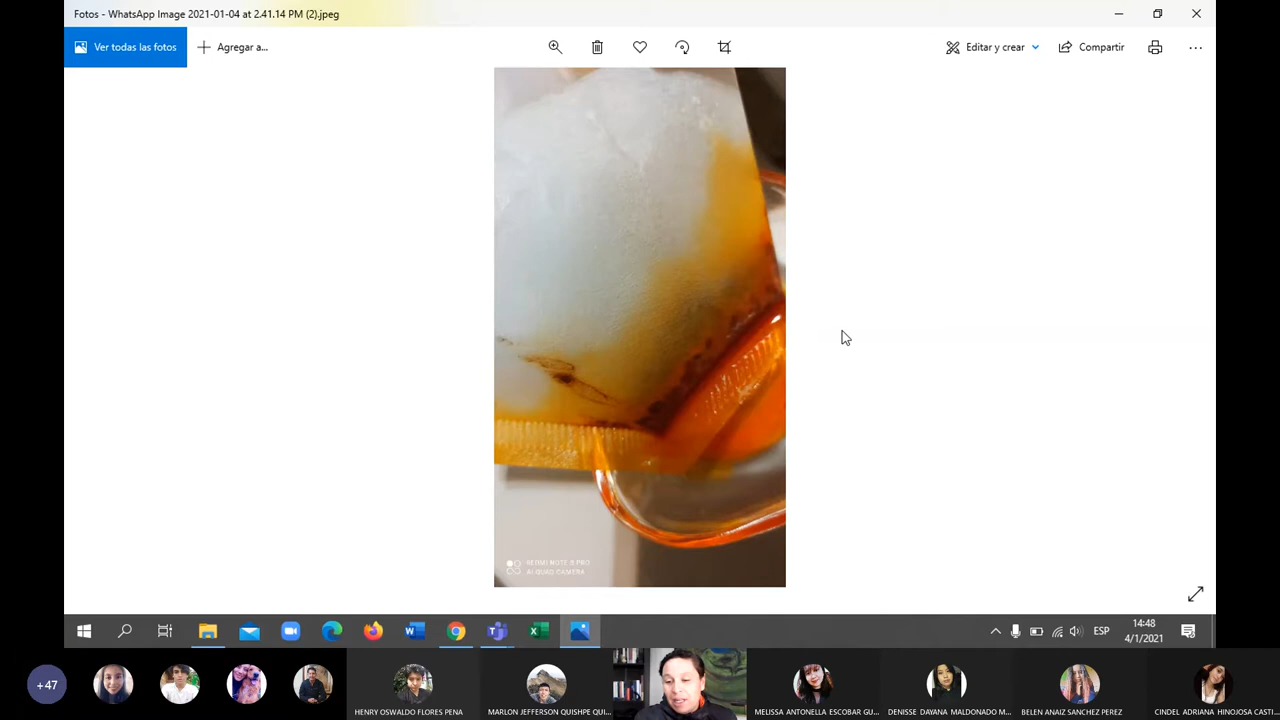 Fotos - WhatsApp Image 2021-01-04 at 2.41.14 PM (2).jpeg
Ver todas las fotos
Agregar a...
Editar y crear
Compartir
REDMI NOTE 8 PRO
AI QUAD CAMERA
ESP
14:48
4/1/2021
+47
HENRY OSWALDO FLORES PENA
MARLON JEFFERSON QUISHPE QUI...
MELISSA ANTONELLA ESCOBAR GU...
DENISSE DAYANA MALDONADO M...
BELEN ANAIZ SANCHEZ PEREZ
CINDEL ADRIANA HINOJOSA CASTI...